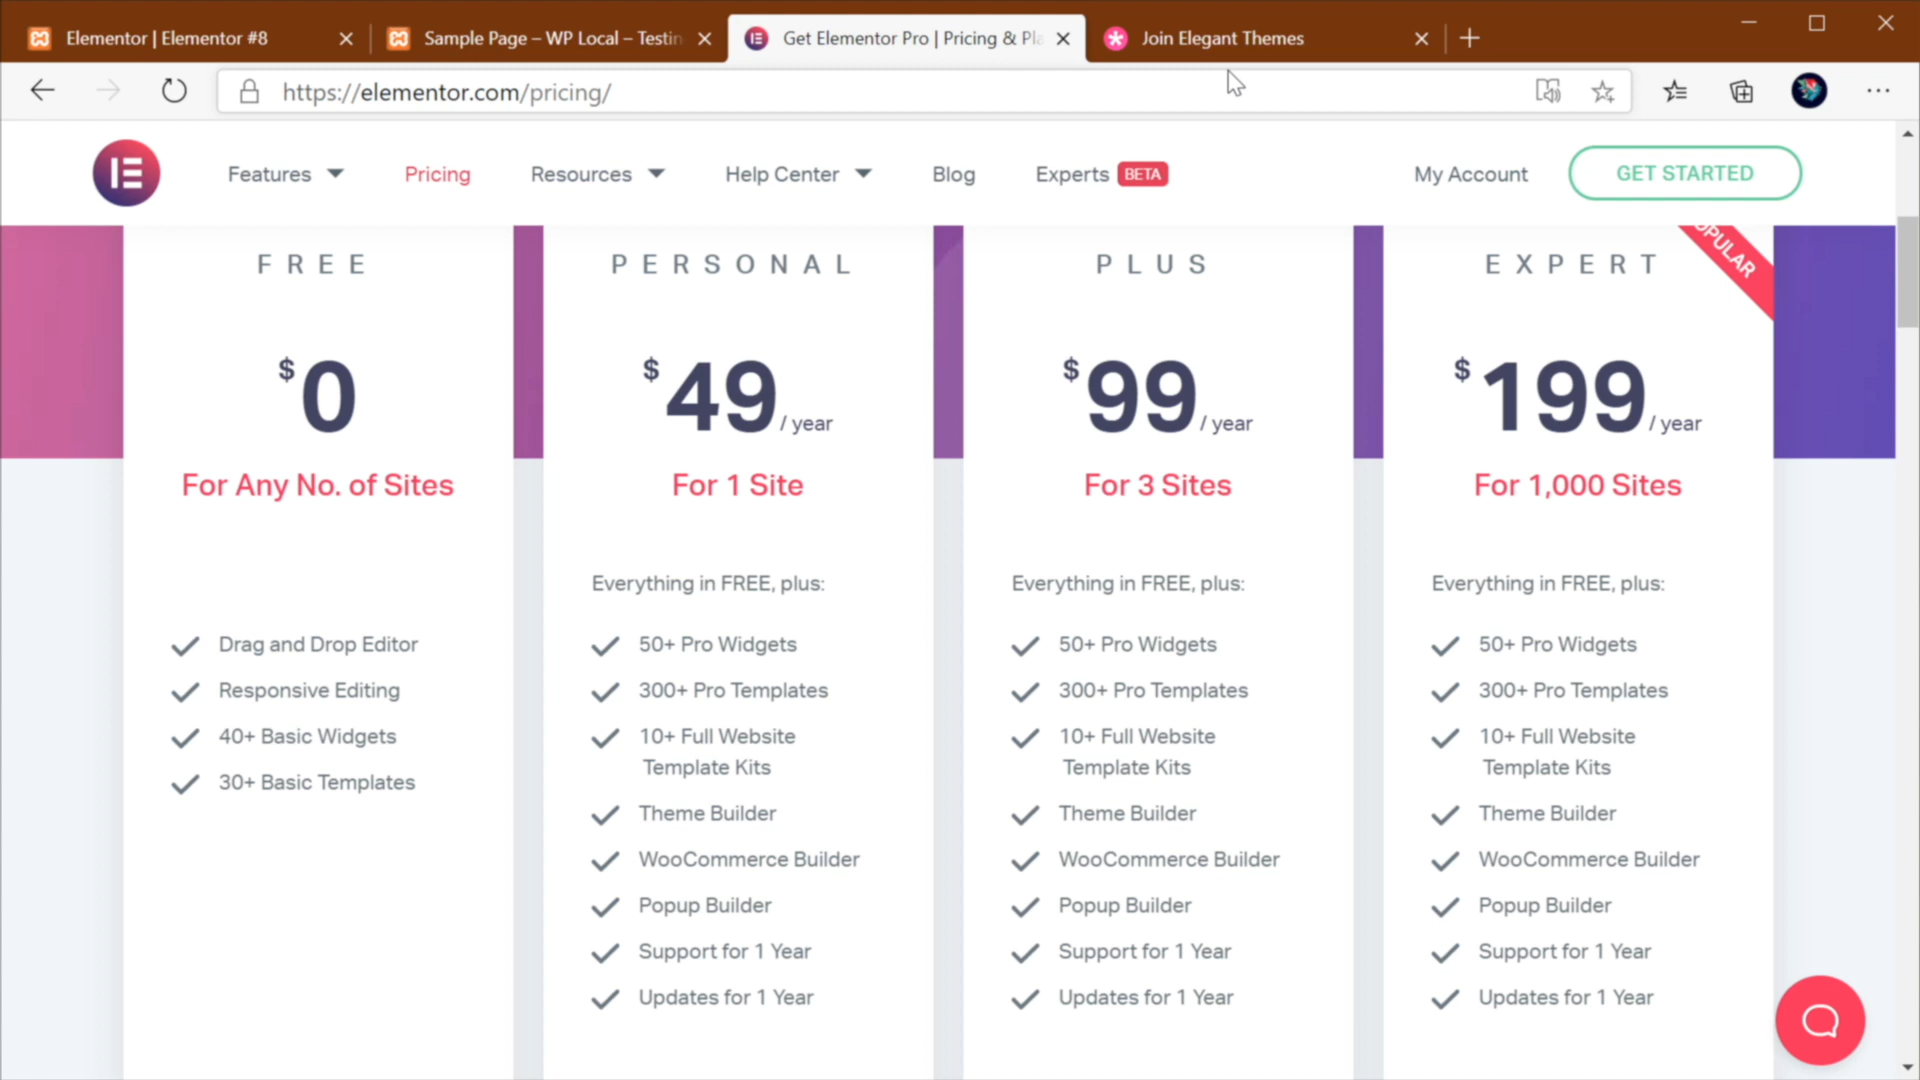 Elementor | Elementor #8
Sample Page – WP Local – Testin
Get Elementor Pro | Pricing & Pla
Join Elegant Themes
https://elementor.com/pricing/
Features
Pricing
Resources
Help Center
Blog
Experts BETA
My Account
GET STARTED
FREE
$0
For Any No. of Sites
Drag and Drop Editor
Responsive Editing
40+ Basic Widgets
30+ Basic Templates
PERSONAL
$49/ year
For 1 Site
Everything in FREE, plus:
50+ Pro Widgets
300+ Pro Templates
10+ Full Website
Template Kits
Theme Builder
WooCommerce Builder
Popup Builder
Support for 1 Year
Updates for 1 Year
PLUS
$99/ year
For 3 Sites
Everything in FREE, plus:
50+ Pro Widgets
300+ Pro Templates
10+ Full Website
Template Kits
Theme Builder
WooCommerce Builder
Popup Builder
Support for 1 Year
Updates for 1 Year
OPULAR
EXPERT
$199/ year
For 1,000 Sites
Everything in FREE, plus:
50+ Pro Widgets
300+ Pro Templates
10+ Full Website
Template Kits
Theme Builder
WooCommerce Builder
Popup Builder
Support for 1 Year
Updates for 1 Year